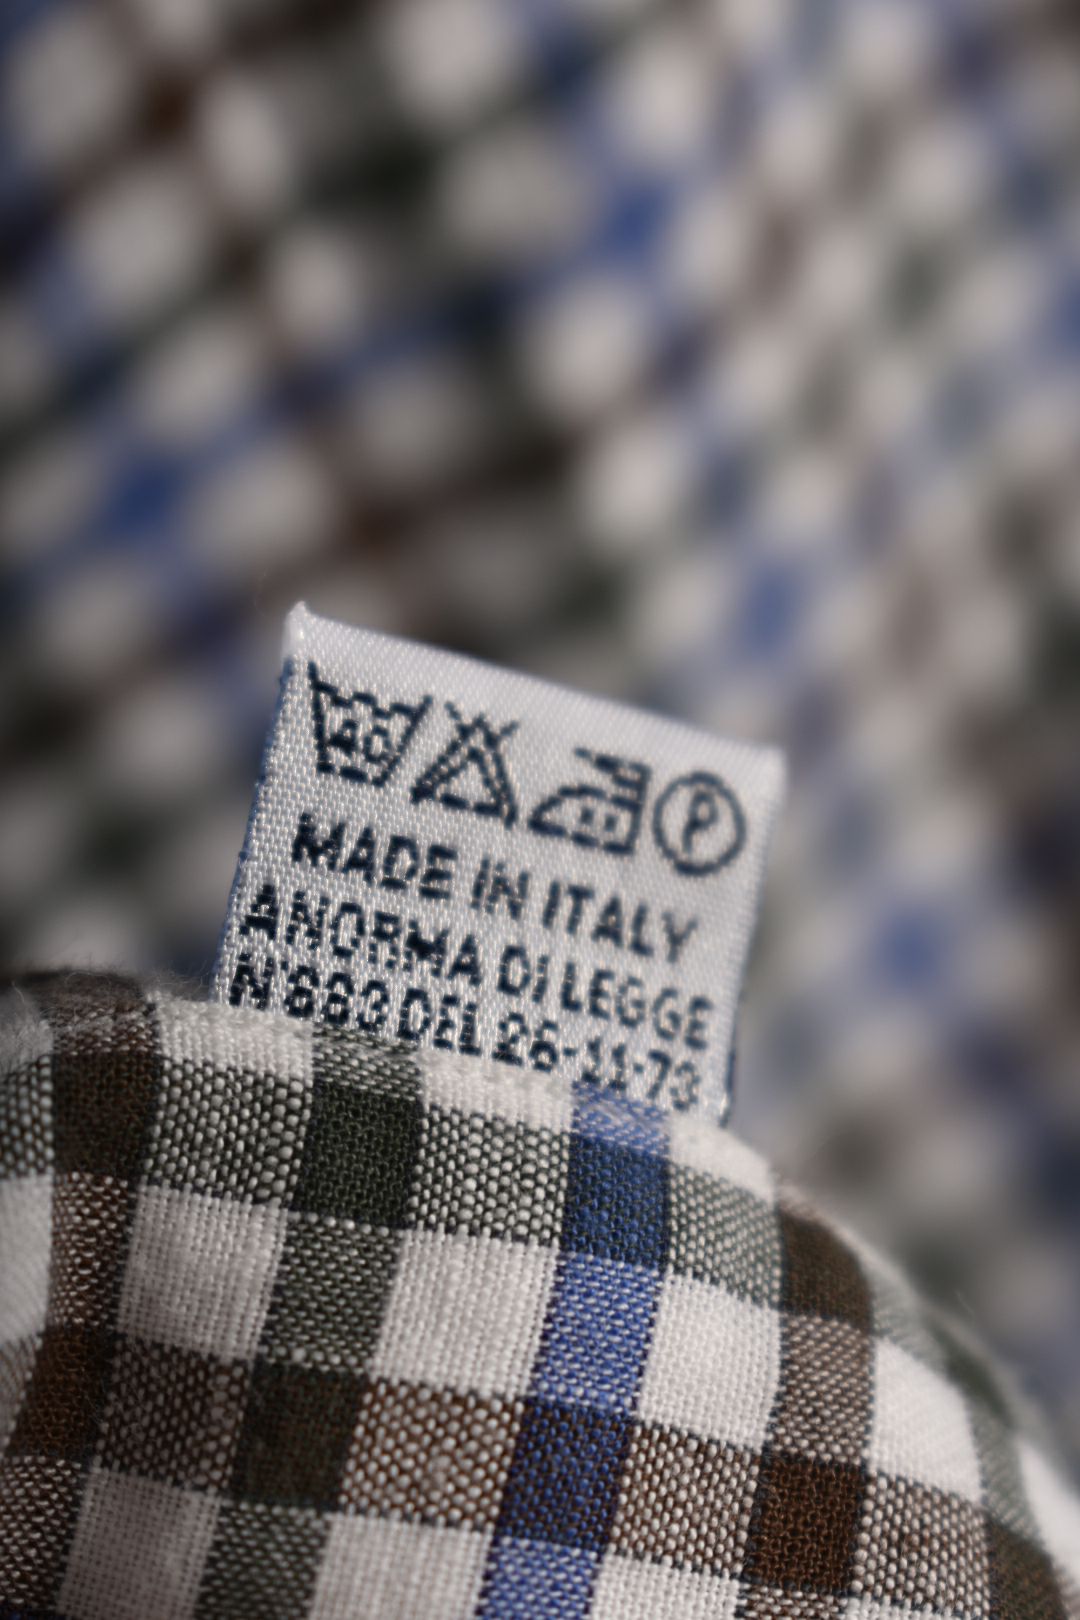 40
P
MADE IN ITALY
A NORMA DI LEGGE
N°883 DEL 26-11-73